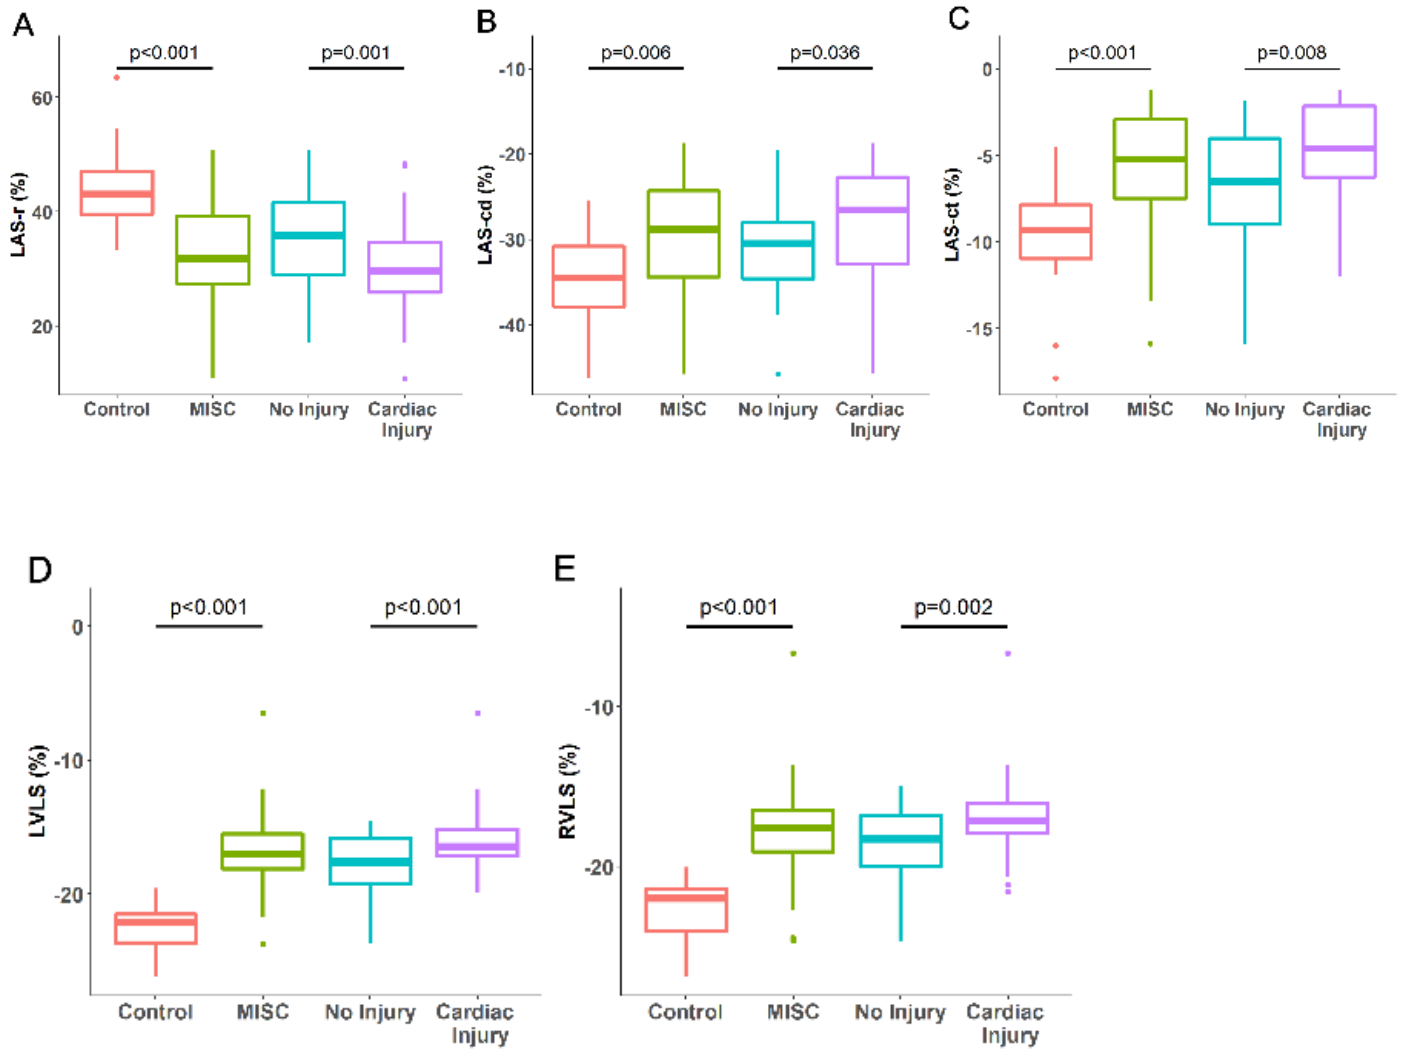 A
p<0.001
p=0.001
LAS-r (%)
60
40
20
Control
MISC
No Injury
Cardiac
Injury
B
p=0.006
p=0.036
LAS-cd (%)
-10
-20
-30
-40
Control
MISC
No Injury
Cardiac
Injury
C
p<0.001
p=0.008
LAS-ct (%)
0
-5
-10
-15
Control
MISC
No Injury
Cardiac
Injury
D
p<0.001
p<0.001
LVLS (%)
0
-10
-20
Control
MISC
No Injury
Cardiac
Injury
E
p<0.001
p=0.002
RVLS (%)
-10
-20
Control
MISC
No Injury
Cardiac
Injury